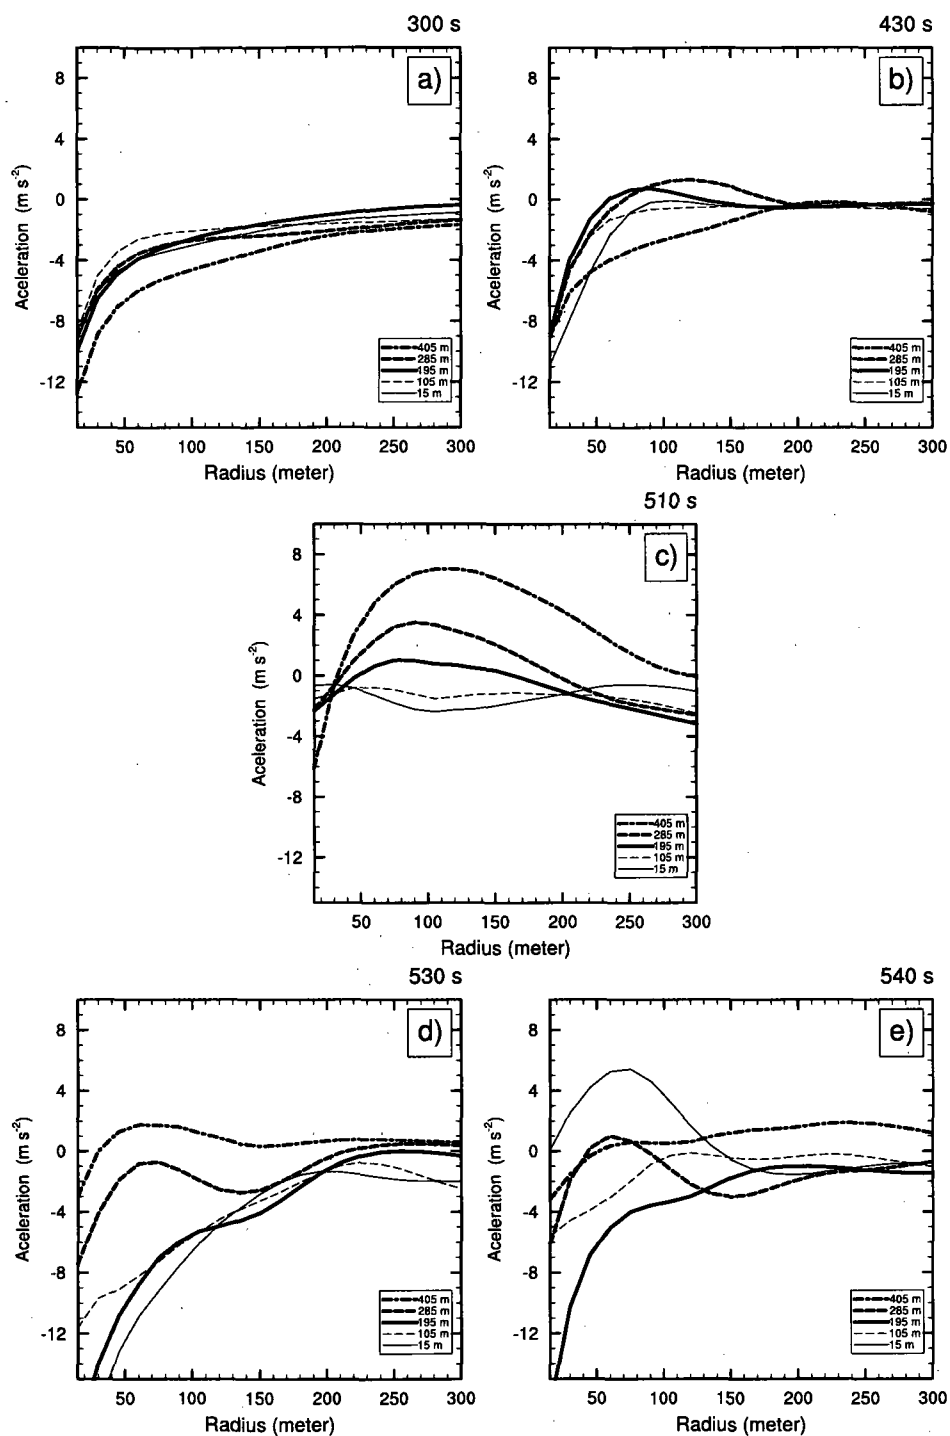 300 s
a)
8
4
0
-4
-8
-12
Aceleration (m s-2)
405 m
285 m
195 m
105 m
15 m
50 100 150 200 250 300
Radius (meter)
430 s
b)
8
4
0
-4
-8
-12
Aceleration (m s-2)
405 m
285 m
195 m
105 m
15 m
50 100 150 200 250 300
Radius (meter)
510 s
c)
8
4
0
-4
-8
-12
Aceleration (m s-2)
405 m
285 m
195 m
105 m
15 m
50 100 150 200 250 300
Radius (meter)
530 s
d)
8
4
0
-4
-8
-12
Aceleration (m s-2)
405 m
285 m
195 m
105 m
15 m
50 100 150 200 250 300
Radius (meter)
540 s
e)
8
4
0
-4
-8
-12
Aceleration (m s-2)
405 m
285 m
195 m
105 m
15 m
50 100 150 200 250 300
Radius (meter)